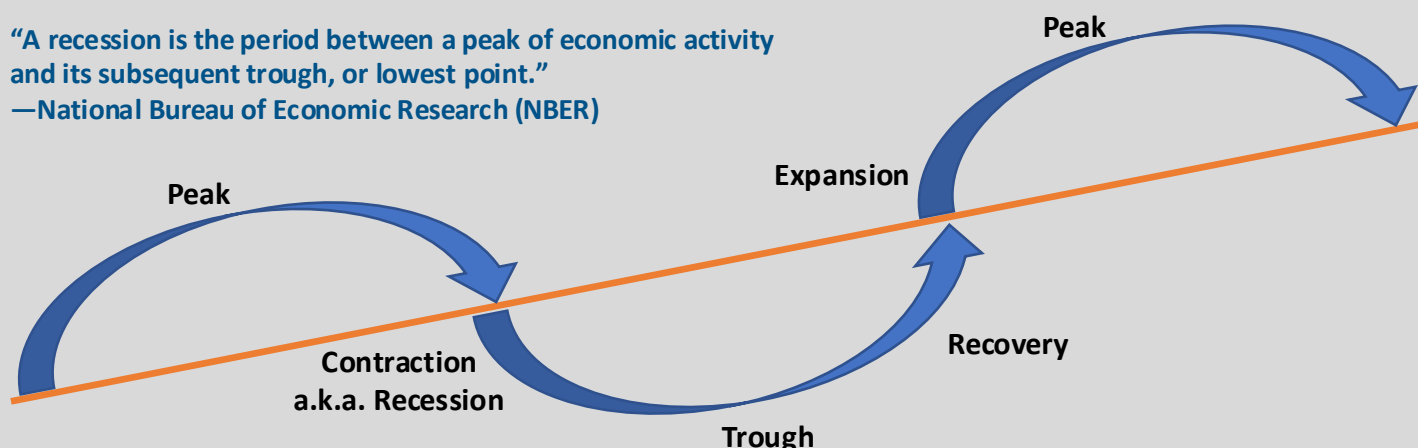 “A recession is the period between a peak of economic activity
and its subsequent trough, or lowest point.”
—National Bureau of Economic Research (NBER)
Peak
Expansion
Peak
Contraction
a.k.a. Recession
Recovery
Trough